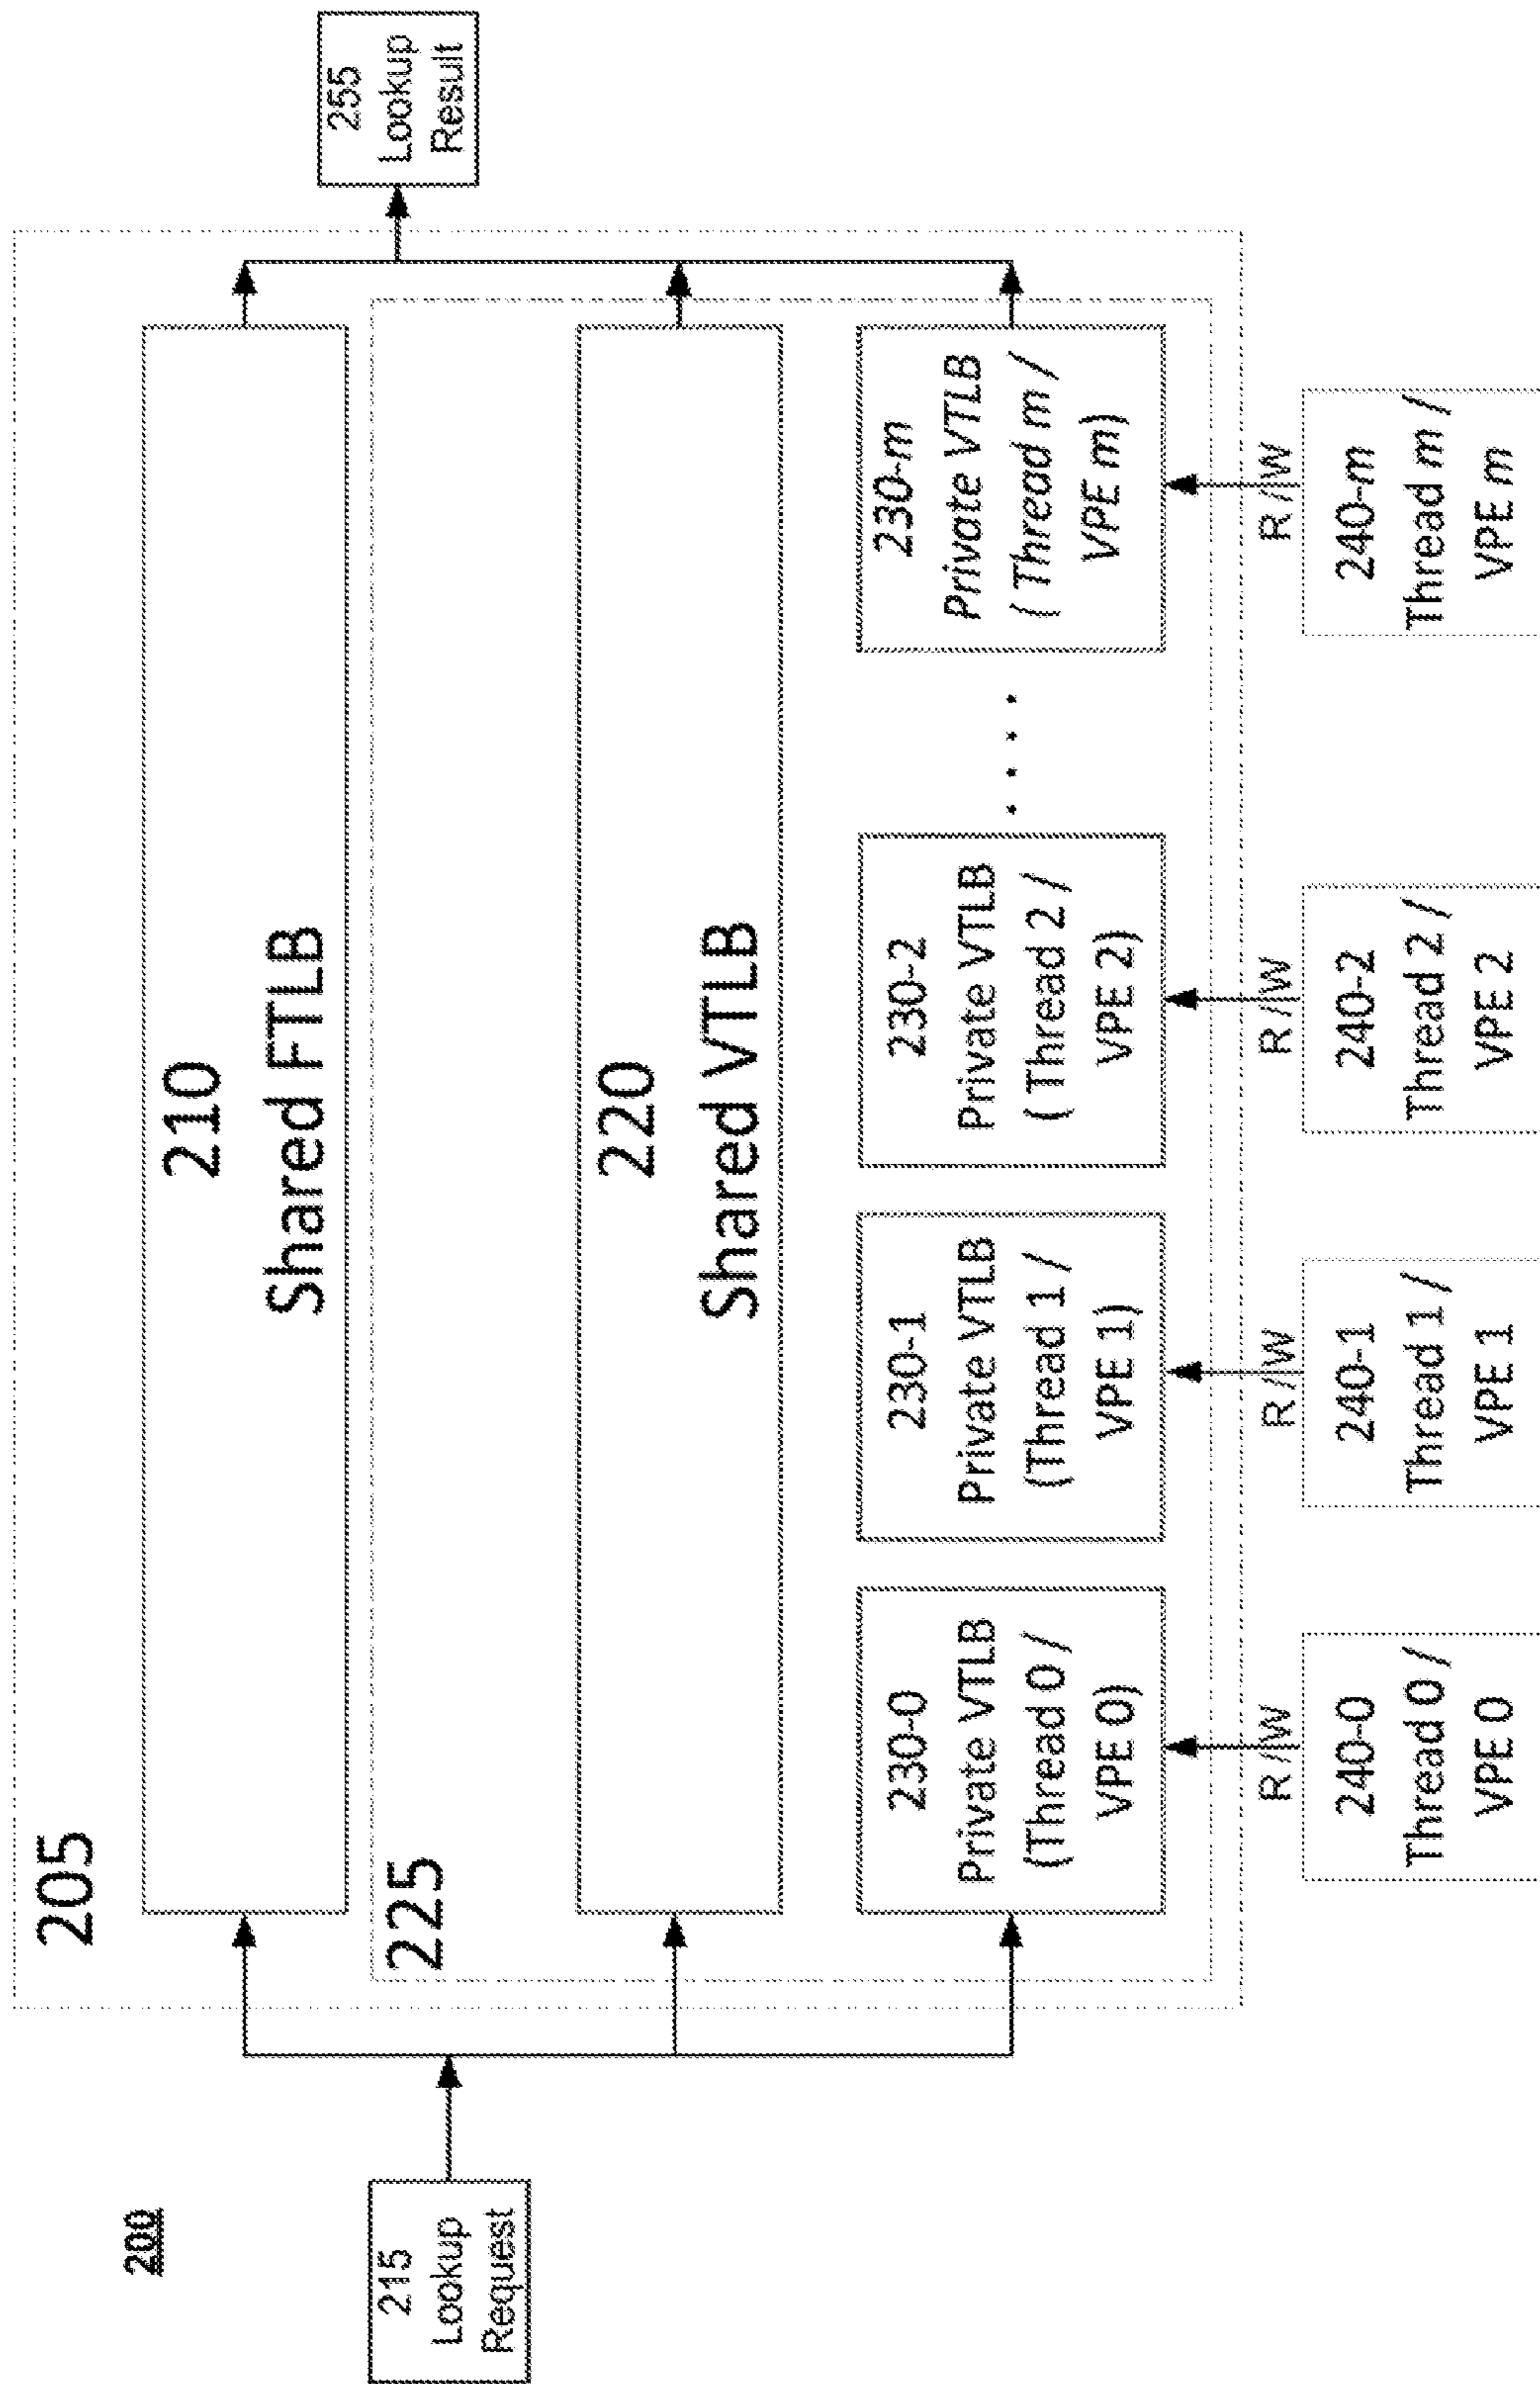 200
205
210
Shared FTLB
225
220
Shared VTLB
215
Lookup
Request
255
Lookup
Result
230-0
Private VTLB
(Thread 0 /
VPE 0)
230-1
Private VTLB
(Thread 1 /
VPE 1)
230-2
Private VTLB
(Thread 2 /
VPE 2)
. . . .
230-m
Private VTLB
( Thread m /
VPE m)
R/W
R/W
R/W
R/W
240-0
Thread 0 /
VPE 0
240-1
Thread 1 /
VPE 1
240-2
Thread 2 /
VPE 2
240-m
Thread m /
VPE m